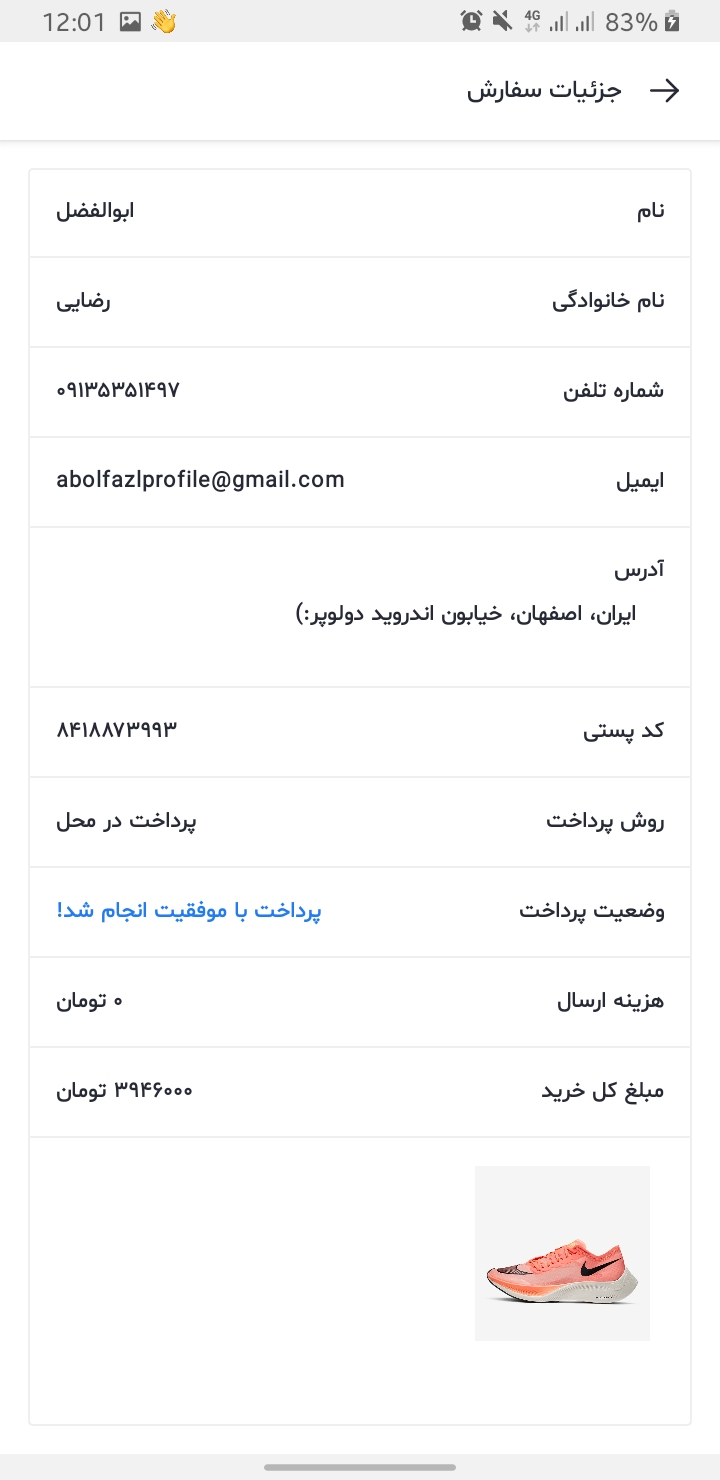 12:01
4G
83%
جزئیات سفارش
نام ابوالفضل
نام خانوادگی رضایی
شماره تلفن ۰۹۱۳۵۳۵۱۴۹۷
ایمیل abolfazlprofile@gmail.com
آدرس
ایران، اصفهان، خیابون اندروید دولوپر:)
کد پستی ۸۴۱۸۸۷۳۹۹۳
روش پرداخت پرداخت در محل
وضعیت پرداخت پرداخت با موفقیت انجام شد!
هزینه ارسال ۰ تومان
مبلغ کل خرید ۳۹۴۶۰۰۰ تومان